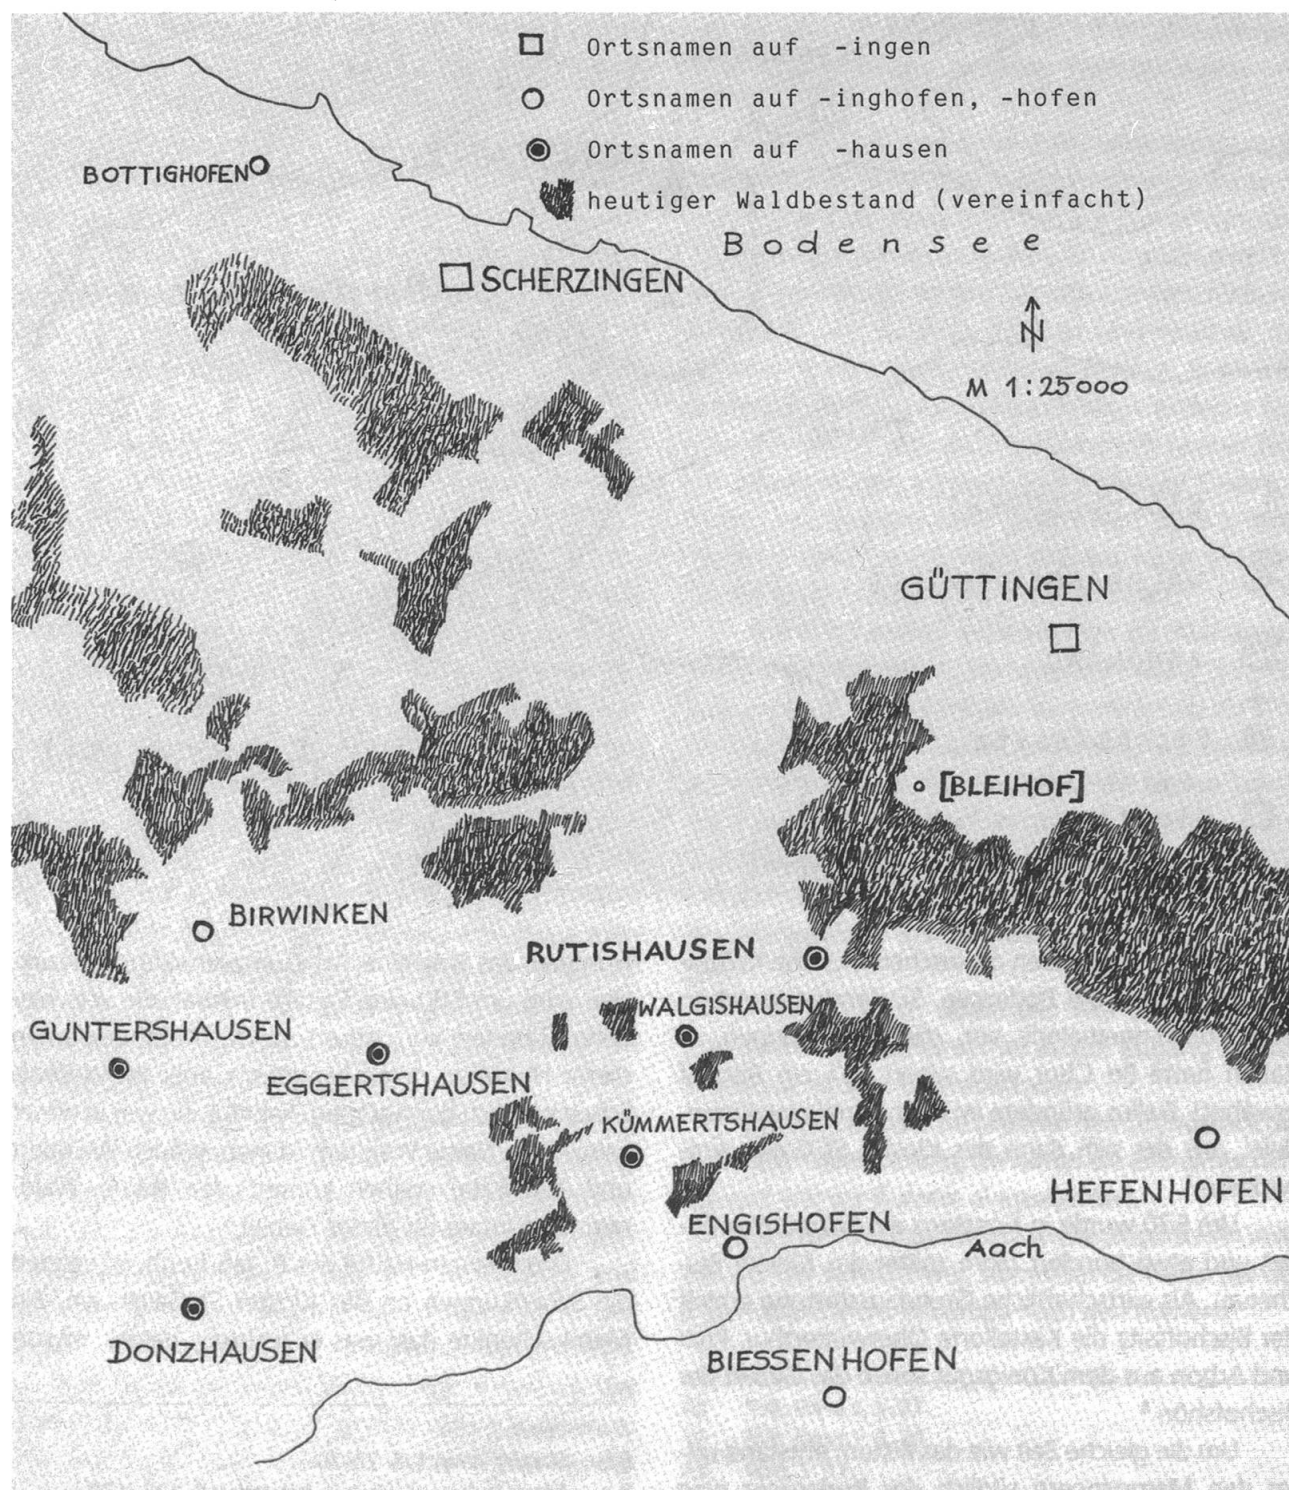 Ortsnamen auf -ingen
Ortsnamen auf -inghofen, -hofen
Ortsnamen auf -hausen
heutiger Waldbestand (vereinfacht)
BOTTIGHOFEN
Bodensee
SCHERZINGEN
N
M 1:25000
GÜTTINGEN
[BLEIHOF]
BIRWINKEN
RUTISHAUSEN
WALGISHAUSEN
GUNTERSHAUSEN
EGGERTSHAUSEN
KÜMMERTSHAUSEN
HEFENHOFEN
ENGISHOFEN
Aach
DONZHAUSEN
BIESSENHOFEN